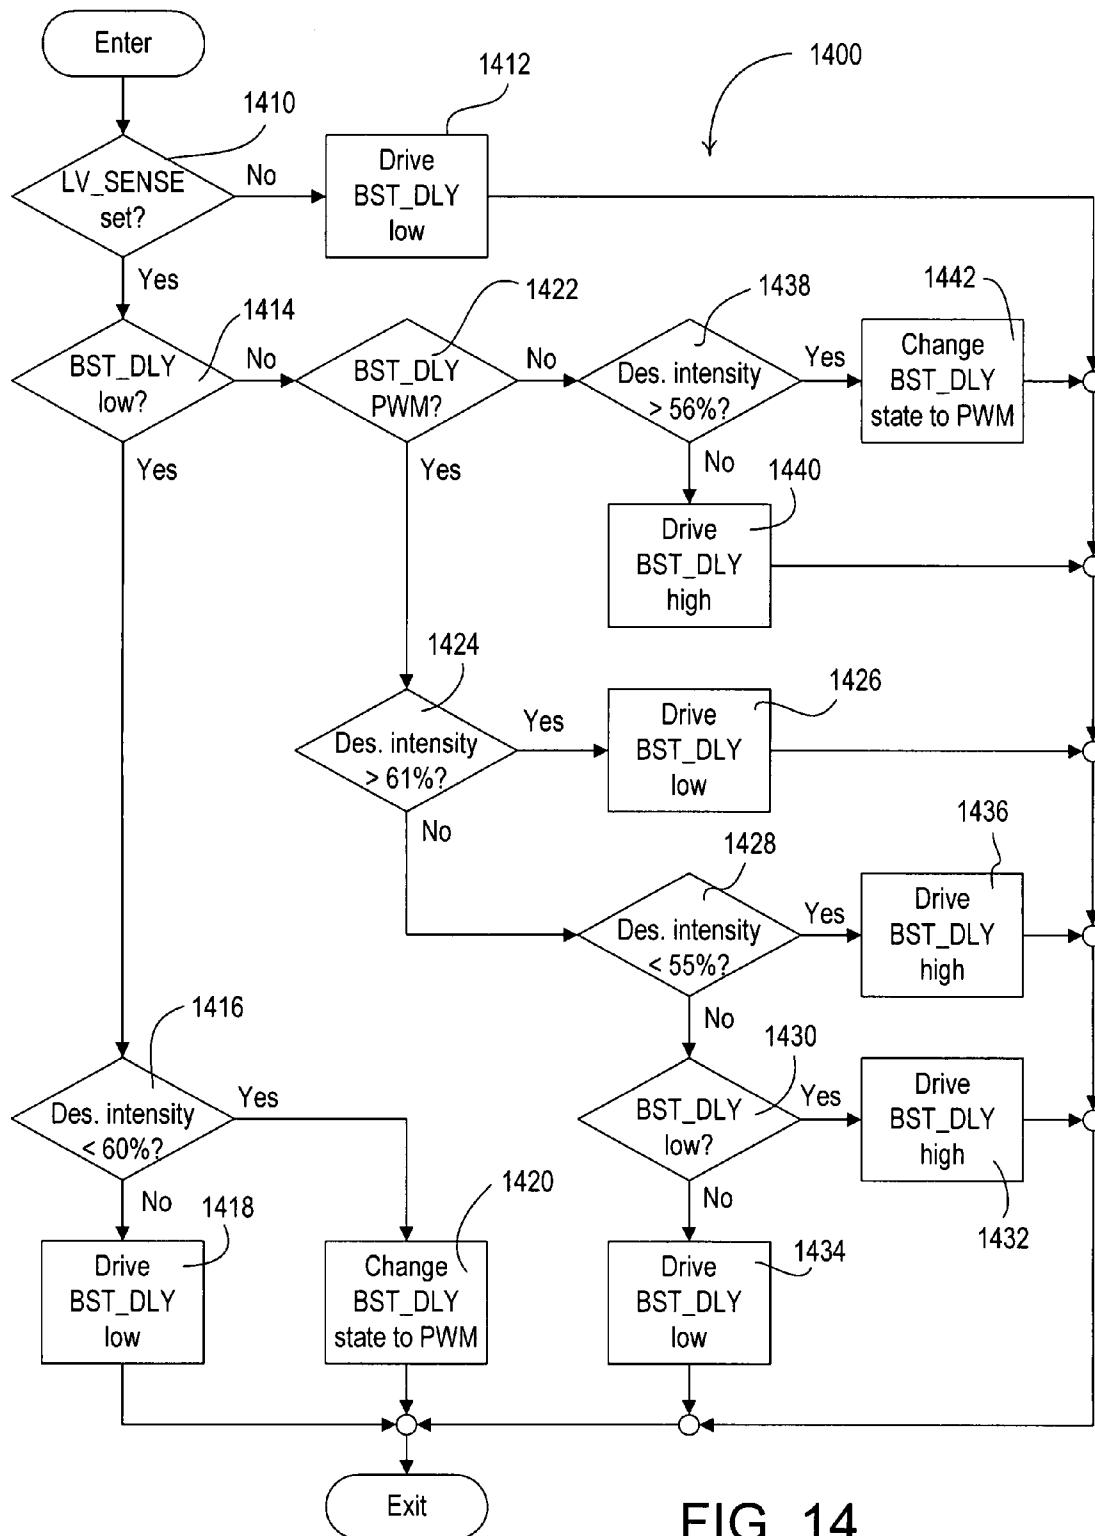 Enter
1400
1412
1410
Drive
BST_DLY
low
LV_SENSE
set?
No
Yes
1414
1422
1438
1442
BST_DLY
low?
No
BST_DLY
PWM?
No
Des. intensity
> 56%?
Yes
Change
BST_DLY
state to PWM
Yes
Yes
No
1440
Drive
BST_DLY
high
1424
1426
Des. intensity
> 61%?
Yes
Drive
BST_DLY
low
No
1428
1436
Des. intensity
< 55%?
Yes
Drive
BST_DLY
high
No
1416
1430
Des. intensity
< 60%?
Yes
BST_DLY
low?
Yes
Drive
BST_DLY
high
1432
No
No
1418
1420
1434
Drive
BST_DLY
low
Change
BST_DLY
state to PWM
Drive
BST_DLY
low
Exit
FIG. 14